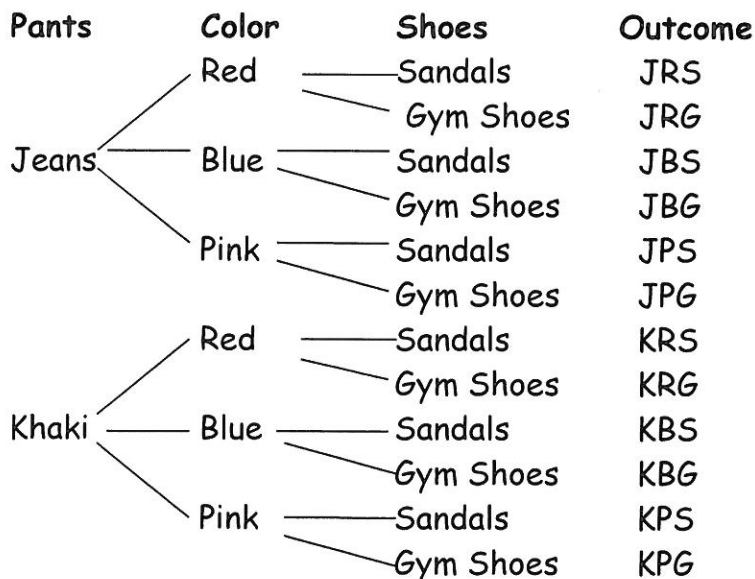 Pants Color Shoes Outcome
Red Sandals JRS
Gym Shoes JRG
Jeans Blue Sandals JBS
Gym Shoes JBG
Pink Sandals JPS
Gym Shoes JPG
Red Sandals KRS
Gym Shoes KRG
Khaki Blue Sandals KBS
Gym Shoes KBG
Pink Sandals KPS
Gym Shoes KPG